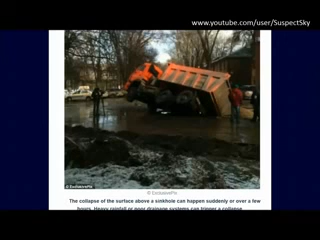 www.youtube.com/user/SuspectSky
© ExclusivePix
© ExclusivePix
The collapse of the surface above a sinkhole can happen suddenly or over a few
hours. Heavy rainfall or poor drainage systems can trigger a collapse